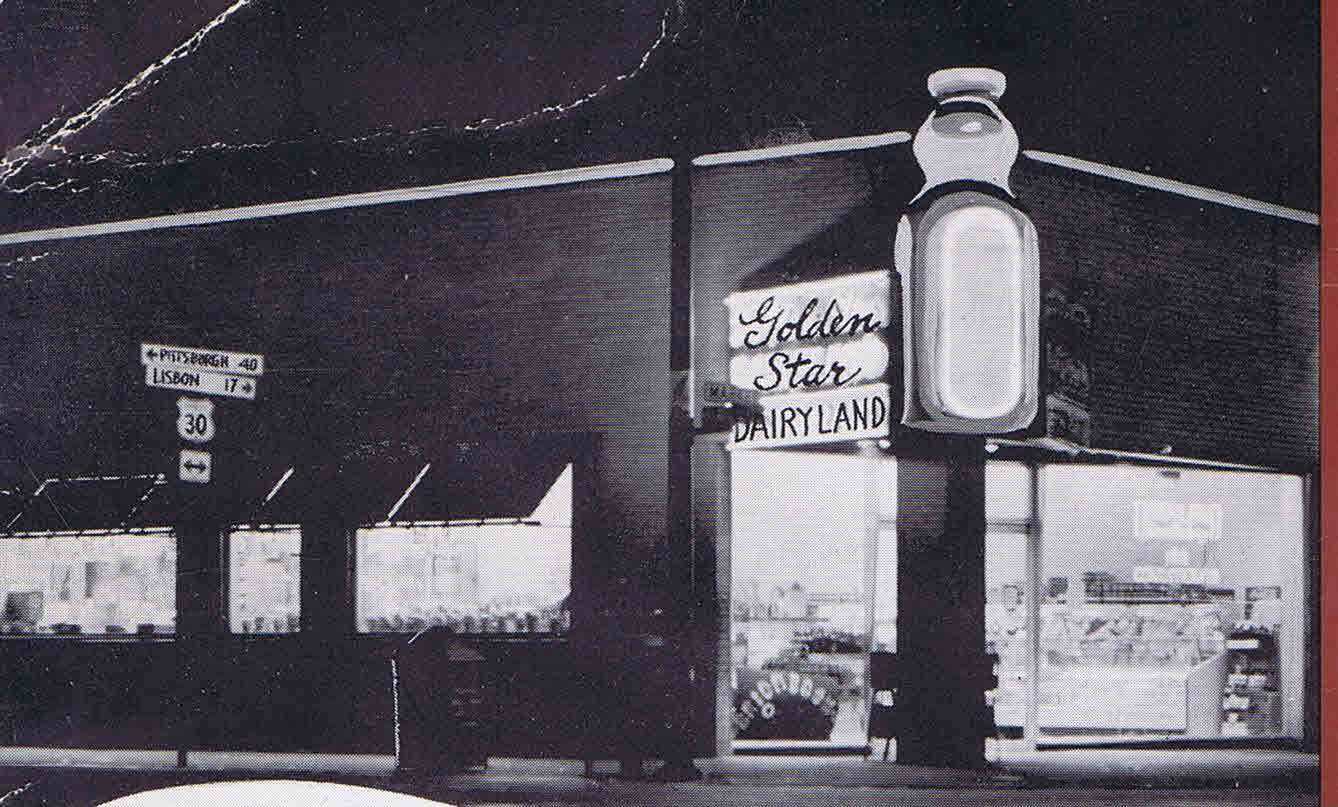 ←PITTSBURGH 40
LISBON 17→
30
↔
Golden
Star
DAIRYLAND